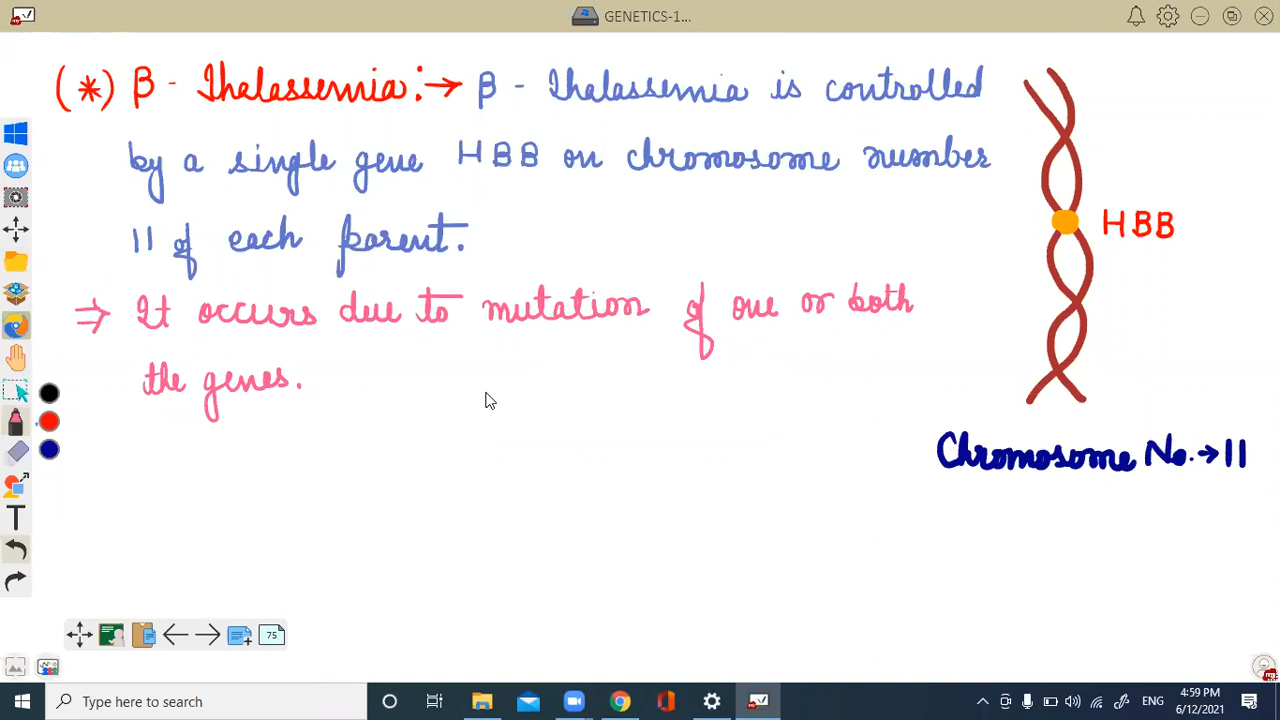 GENETICS-1...
(*) β - Thalassemia :→ β - Thalassemia is controlled
by a single gene HBB on chromosome number
11 of each parent.
HBB
⇒ It occurs due to mutation of one or both
the genes.
Chromosome No. → 11
75
Type here to search
ENG
4:59 PM
6/12/2021